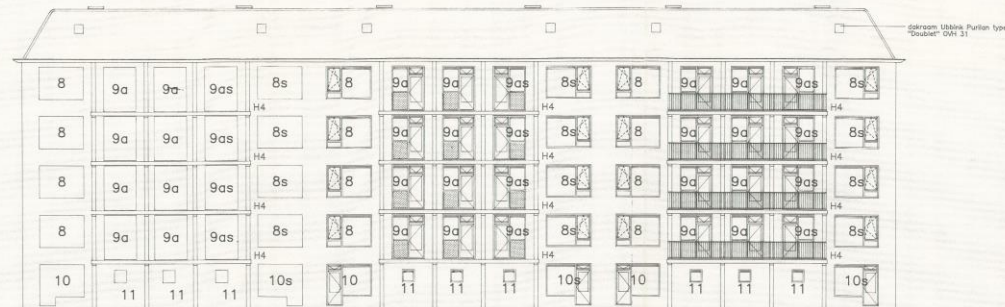 dakraam Ubbink Purlian type
"Doublet" OVH 31
8 9a 9a 9as 8s 8 9a 9a 9as 8s 8 9a 9a 9as 8s
H4 H4 H4
8 9a 9a 9as 8s 8 9a 9a 9as 8s 8 9a 9a 9as 8s
H4 H4 H4
8 9a 9a 9as 8s 8 9a 9a 9as 8s 8 9a 9a 9as 8s
H4 H4 H4
8 9a 9a 9as 8s 8 9a 9a 9as 8s 8 9a 9a 9as 8s
H4 H4 H4
10 11 11 11 10s 10 11 11 11 10s 10 11 11 11 10s